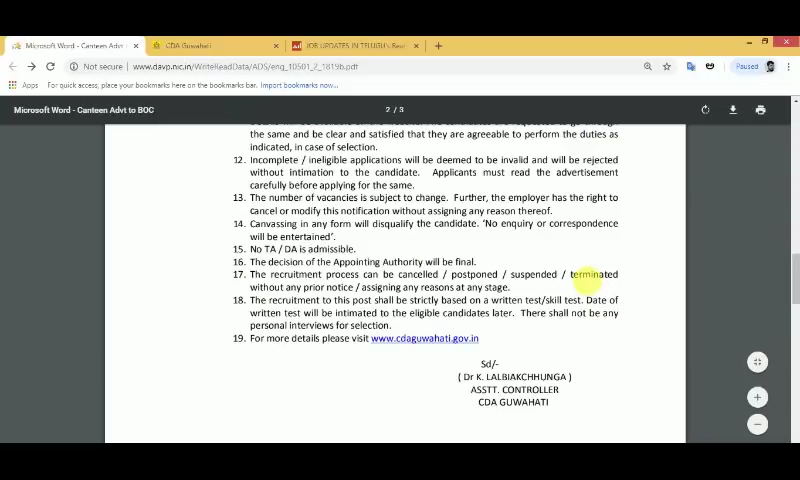 Microsoft Word - Canteen Advt
CDA Guwahati
JOB UPDATES IN TELUGU's
Not secure www.davp.nic.in/WriteReadData/ADS/eng_10501_2_1819b.pdf
Paused
Apps For quick access, place your bookmarks here on the bookmarks bar. Import bookmarks now...
Microsoft Word - Canteen Advt to BOC
2 / 3
the same and be clear and satisfied that they are agreeable to perform the duties as
indicated, in case of selection.
12. Incomplete / ineligible applications will be deemed to be invalid and will be rejected
without intimation to the candidate. Applicants must read the advertisement
carefully before applying for the same.
13. The number of vacancies is subject to change. Further, the employer has the right to
cancel or modify this notification without assigning any reason thereof.
14. Canvassing in any form will disqualify the candidate. 'No enquiry or correspondence
will be entertained'.
15. No TA / DA is admissible.
16. The decision of the Appointing Authority will be final.
17. The recruitment process can be cancelled / postponed / suspended / terminated
without any prior notice / assigning any reasons at any stage.
18. The recruitment to this post shall be strictly based on a written test/skill test. Date of
written test will be intimated to the eligible candidates later. There shall not be any
personal interviews for selection.
19. For more details please visit www.cdaguwahati.gov.in
Sd/-
( Dr K. LALBIAKCHHUNGA )
ASSTT. CONTROLLER
CDA GUWAHATI